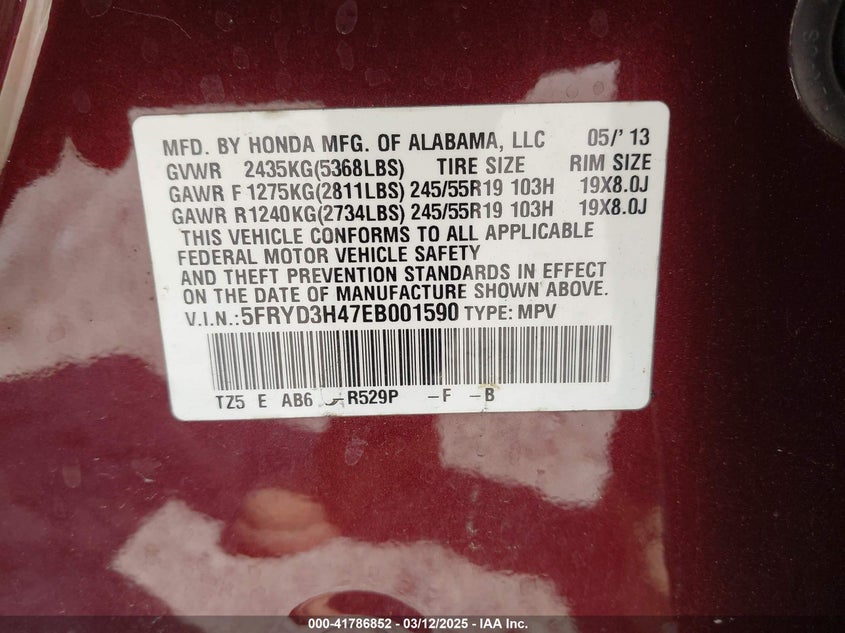 MFD. BY HONDA MFG. OF ALABAMA, LLC 05/' 13
GVWR 2435KG(5368LBS) TIRE SIZE RIM SIZE
GAWR F 1275KG(2811LBS) 245/55R19 103H 19X8.0J
GAWR R1240KG(2734LBS) 245/55R19 103H 19X8.0J
THIS VEHICLE CONFORMS TO ALL APPLICABLE
FEDERAL MOTOR VEHICLE SAFETY
AND THEFT PREVENTION STANDARDS IN EFFECT
ON THE DATE OF MANUFACTURE SHOWN ABOVE.
V.I.N.:5FRYD3H47EB001590 TYPE: MPV
TZ5 E AB6 -R529P -F -B
000-41786852 - 03/12/2025 - IAA Inc.